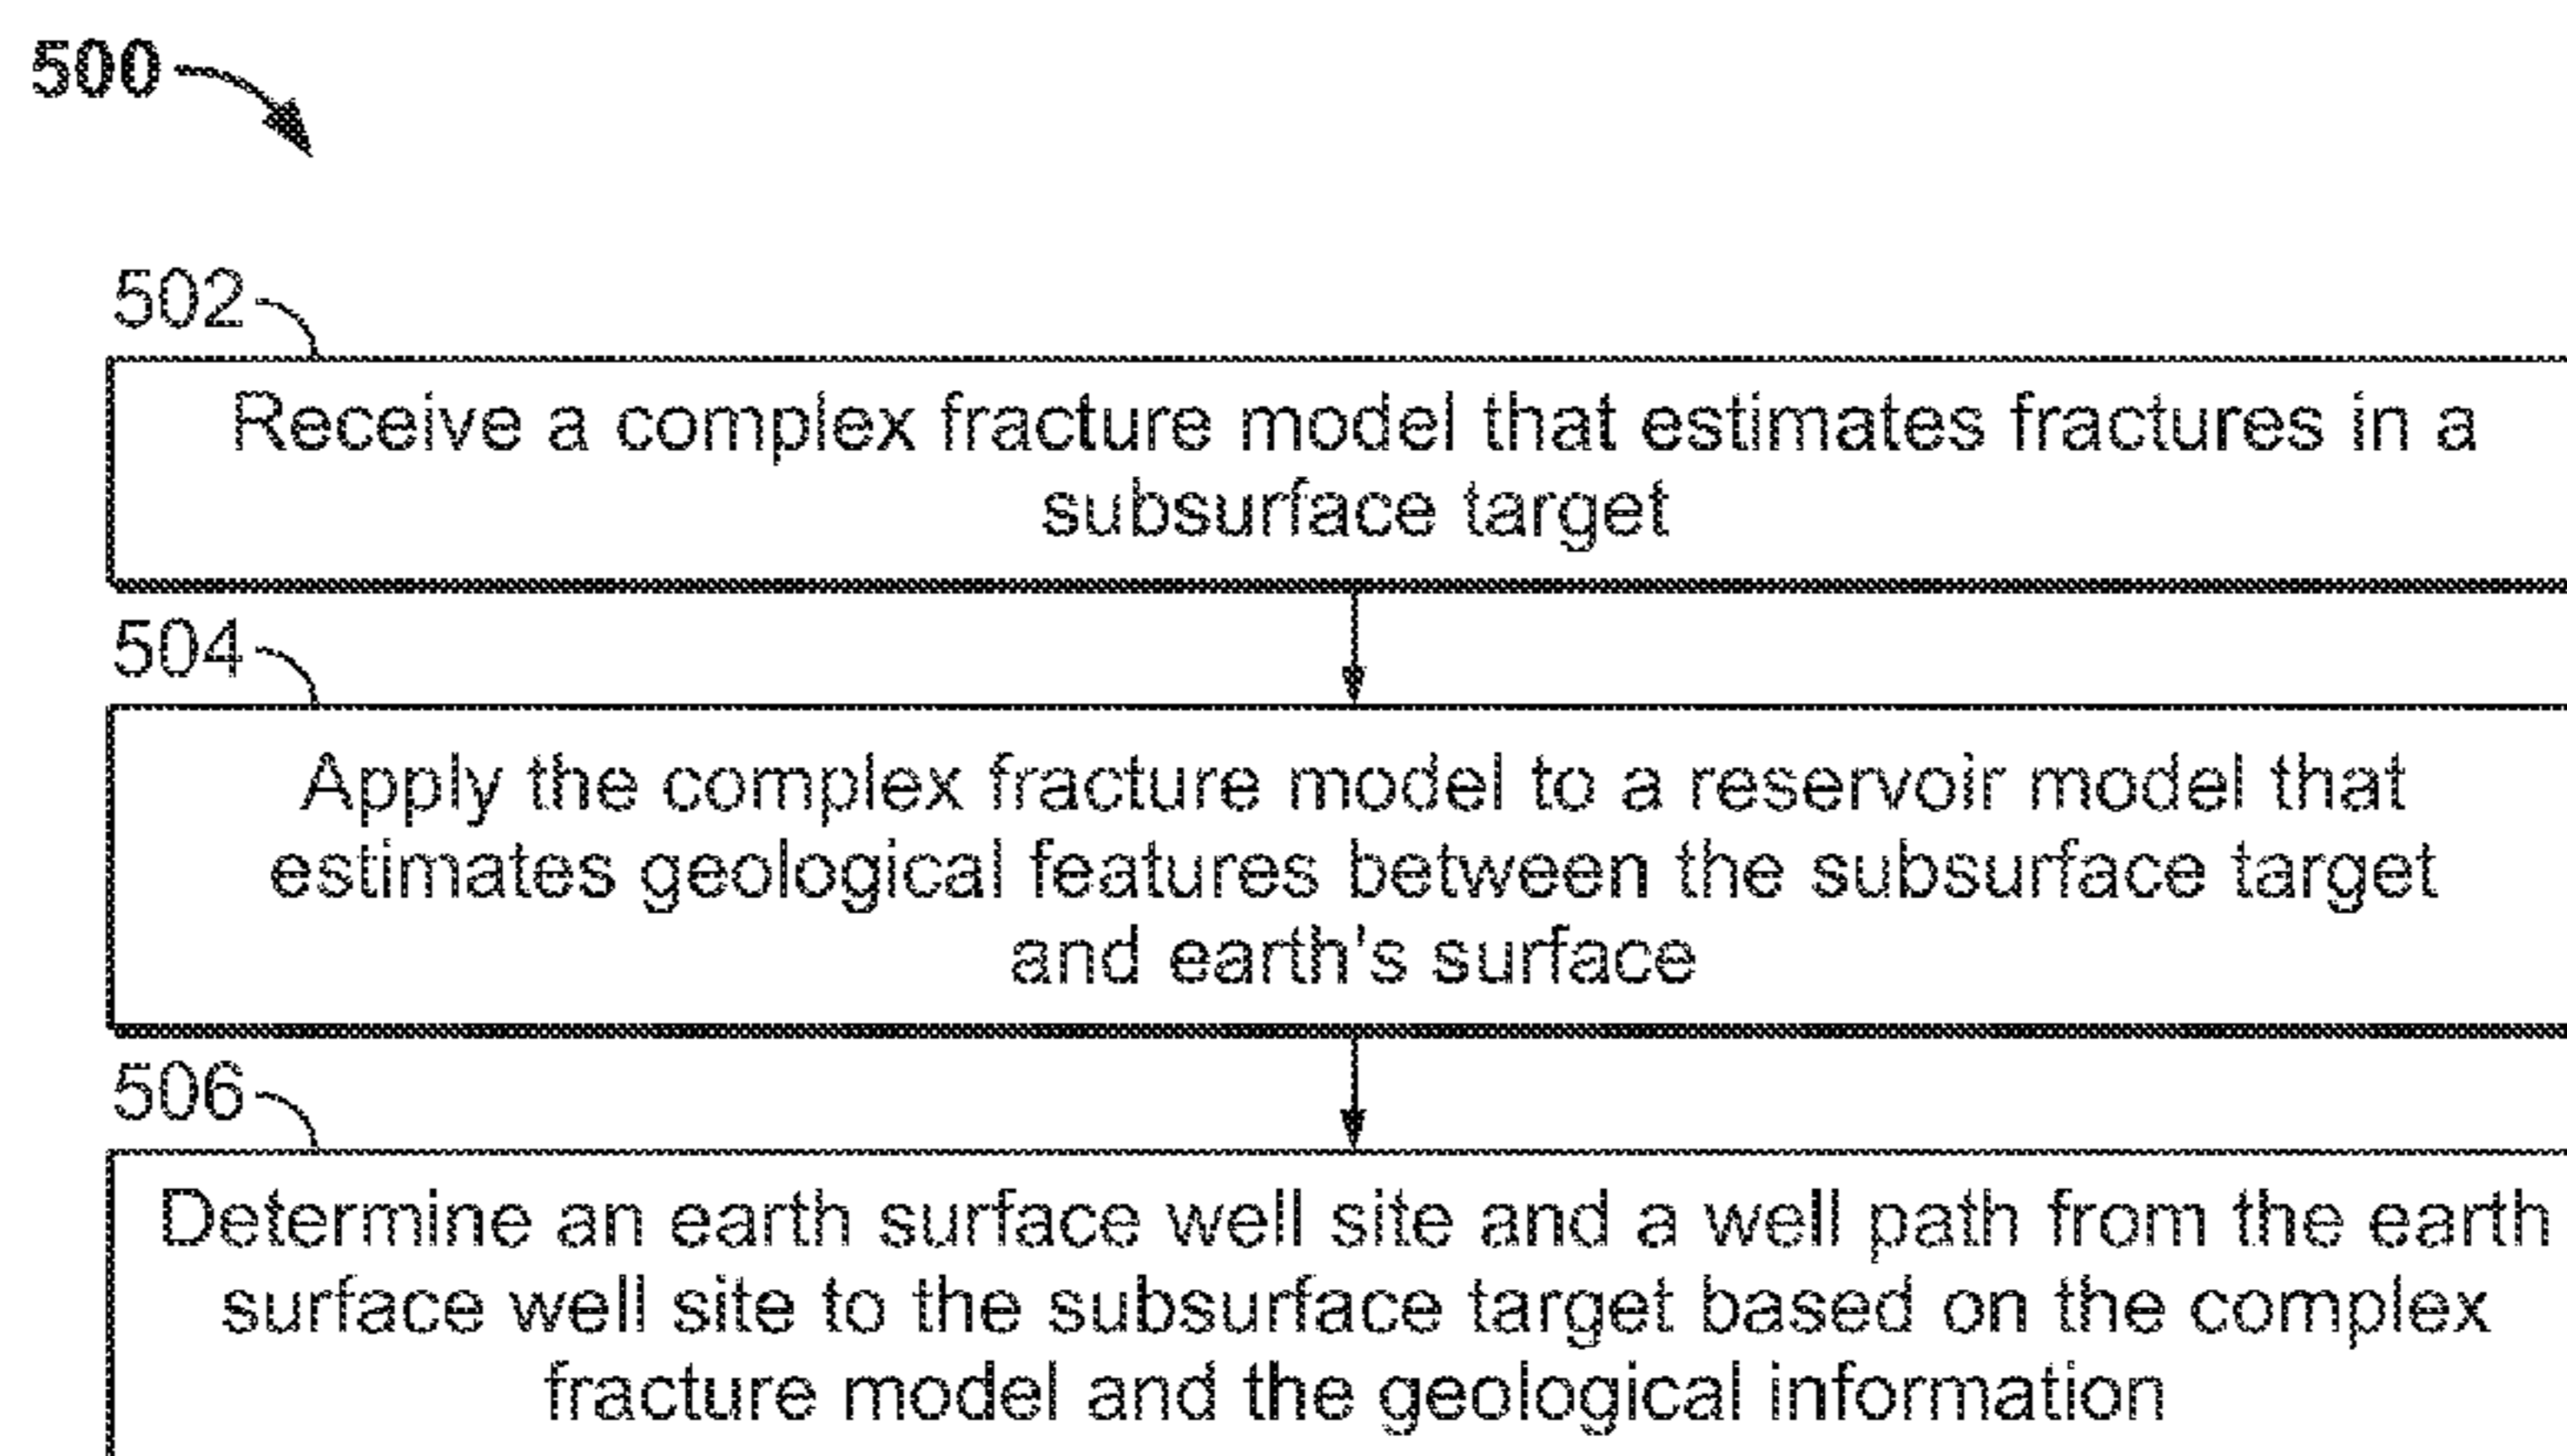 500
502
Receive a complex fracture model that estimates fractures in a
subsurface target
504
Apply the complex fracture model to a reservoir model that
estimates geological features between the subsurface target
and earth's surface
506
Determine an earth surface well site and a well path from the earth
surface well site to the subsurface target based on the complex
fracture model and the geological information